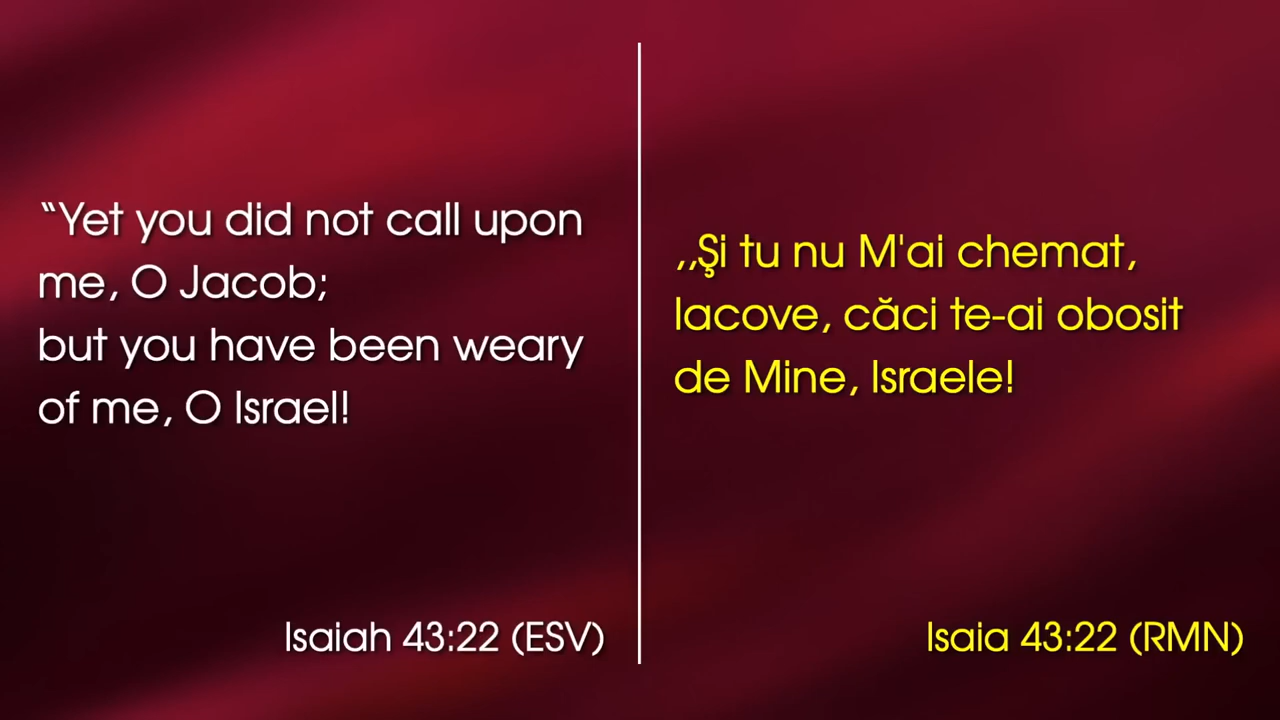 “Yet you did not call upon
me, O Jacob;
but you have been weary
of me, O Israel!
Isaiah 43:22 (ESV)
,,Şi tu nu M'ai chemat,
Iacove, căci te-ai obosit
de Mine, Israele!
Isaia 43:22 (RMN)